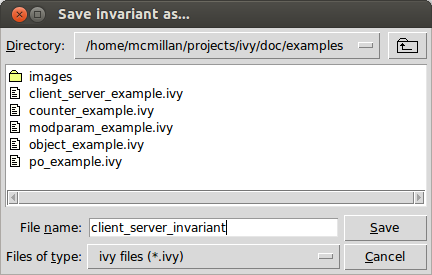 Save invariant as...
Directory: /home/mcmillan/projects/ivy/doc/examples
images
client_server_example.ivy
counter_example.ivy
modparam_example.ivy
object_example.ivy
po_example.ivy
File name: client_server_invariant Save
Files of type: ivy files (*.ivy) Cancel